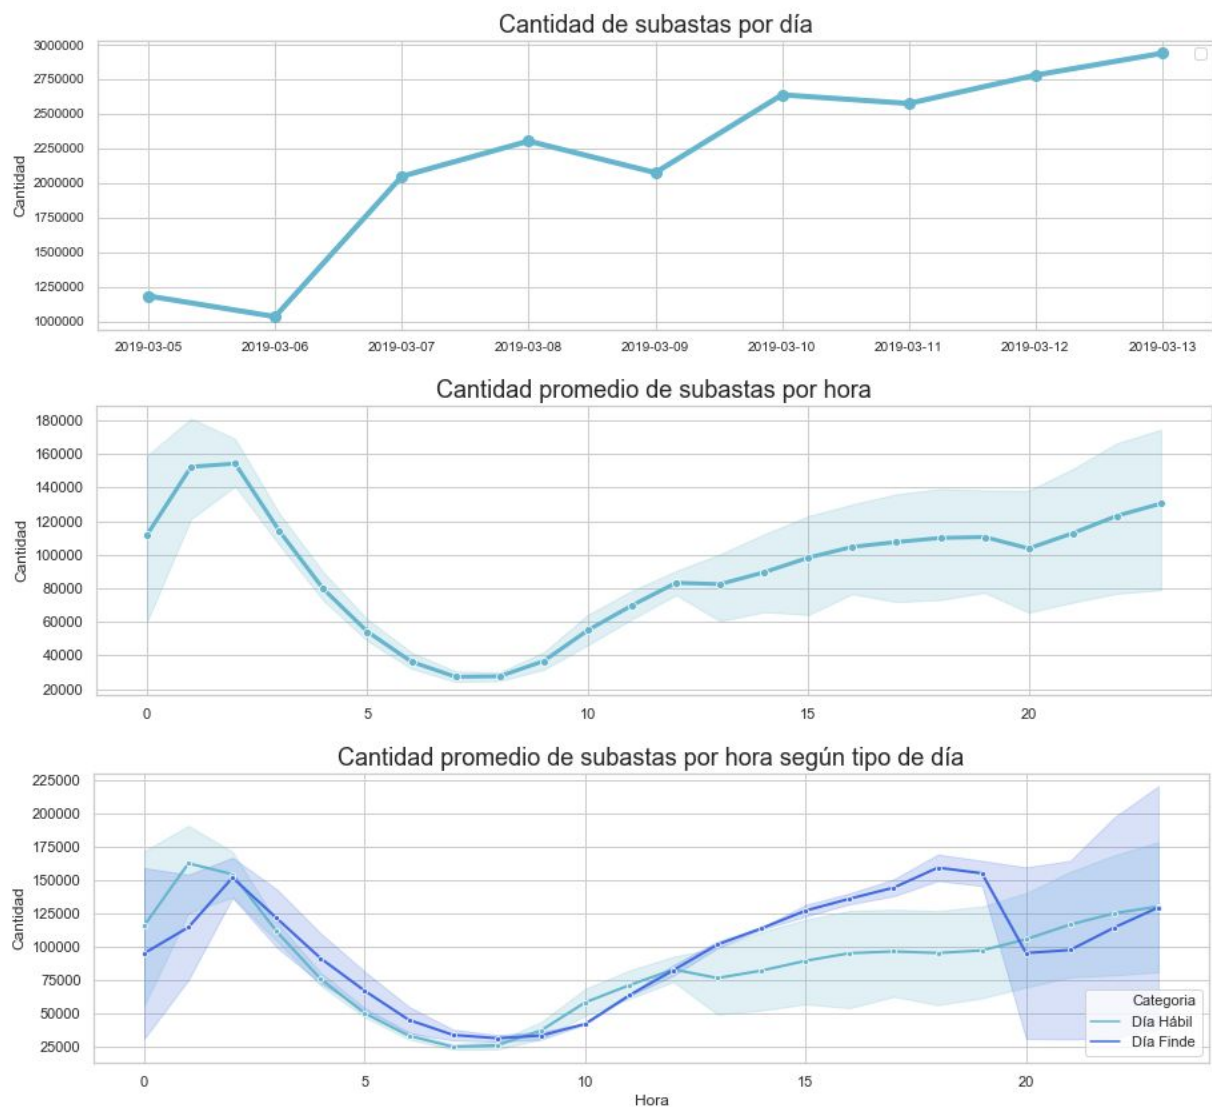 Cantidad de subastas por día
3000000
2750000
2500000
2250000
2000000
1750000
1500000
1250000
1000000
Cantidad
2019-03-05 2019-03-06 2019-03-07 2019-03-08 2019-03-09 2019-03-10 2019-03-11 2019-03-12 2019-03-13
Cantidad promedio de subastas por hora
180000
160000
140000
120000
100000
80000
60000
40000
20000
Cantidad
0 5 10 15 20
Cantidad promedio de subastas por hora según tipo de día
225000
200000
175000
150000
125000
100000
75000
50000
25000
Cantidad
Categoria
Día Hábil
Día Finde
0 5 10 15 20
Hora